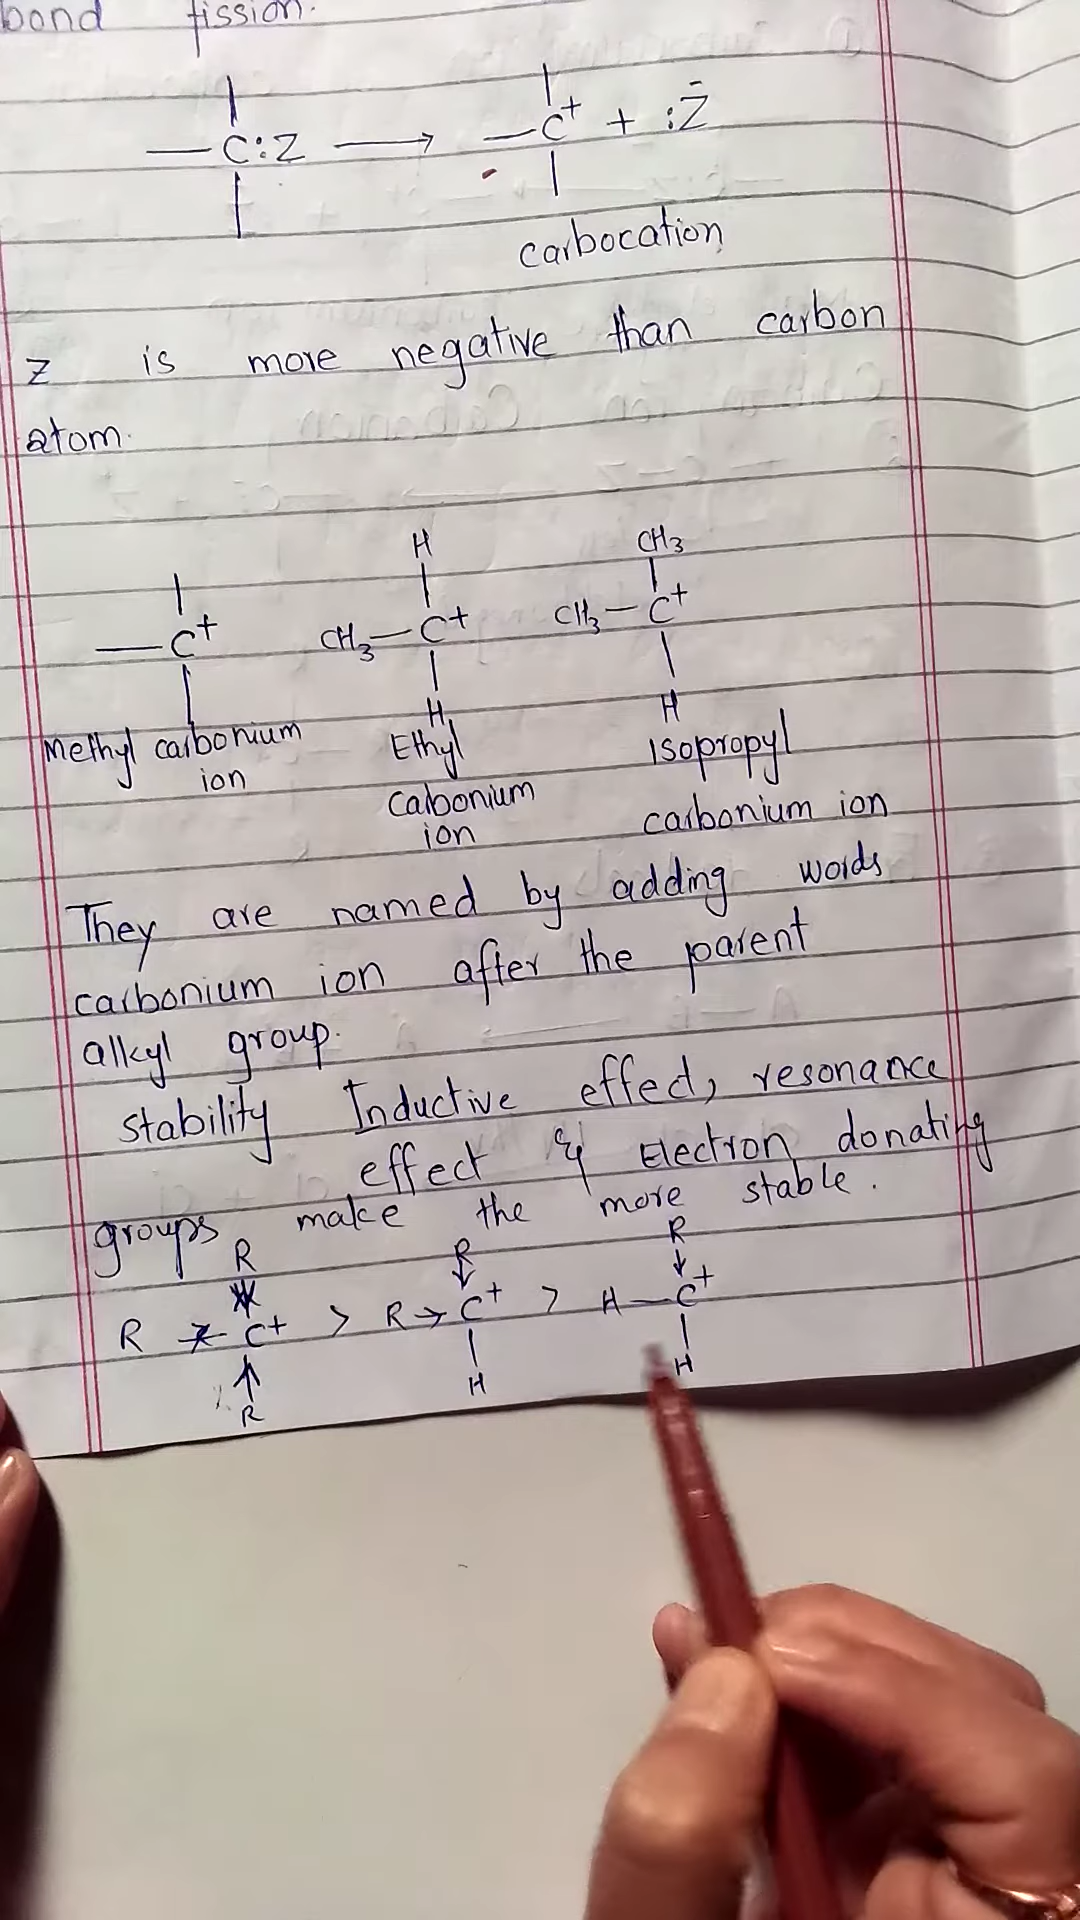 bond fission.
—C:Z ⟶ —C+ + :Z̄
carbocation
Z is more negative than carbon
atom.
H CH3
—C+ CH3—C+ CH3—C+
H H
Methyl carbonium ion Ethyl Carbonium ion Isopropyl carbonium ion
They are named by adding words
carbonium ion after the parent
alkyl group.
stability Inductive effect, resonance
effect & Electron donating
groups make the more stable.
R R R
R C+ > R→C+ > H—C+
R H H